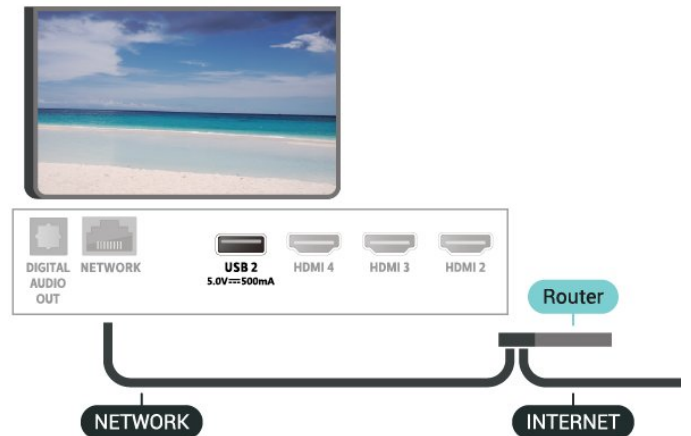 DIGITAL
AUDIO
OUT
NETWORK
USB 2
5.0V⎓500mA
HDMI 4
HDMI 3
HDMI 2
Router
NETWORK
INTERNET